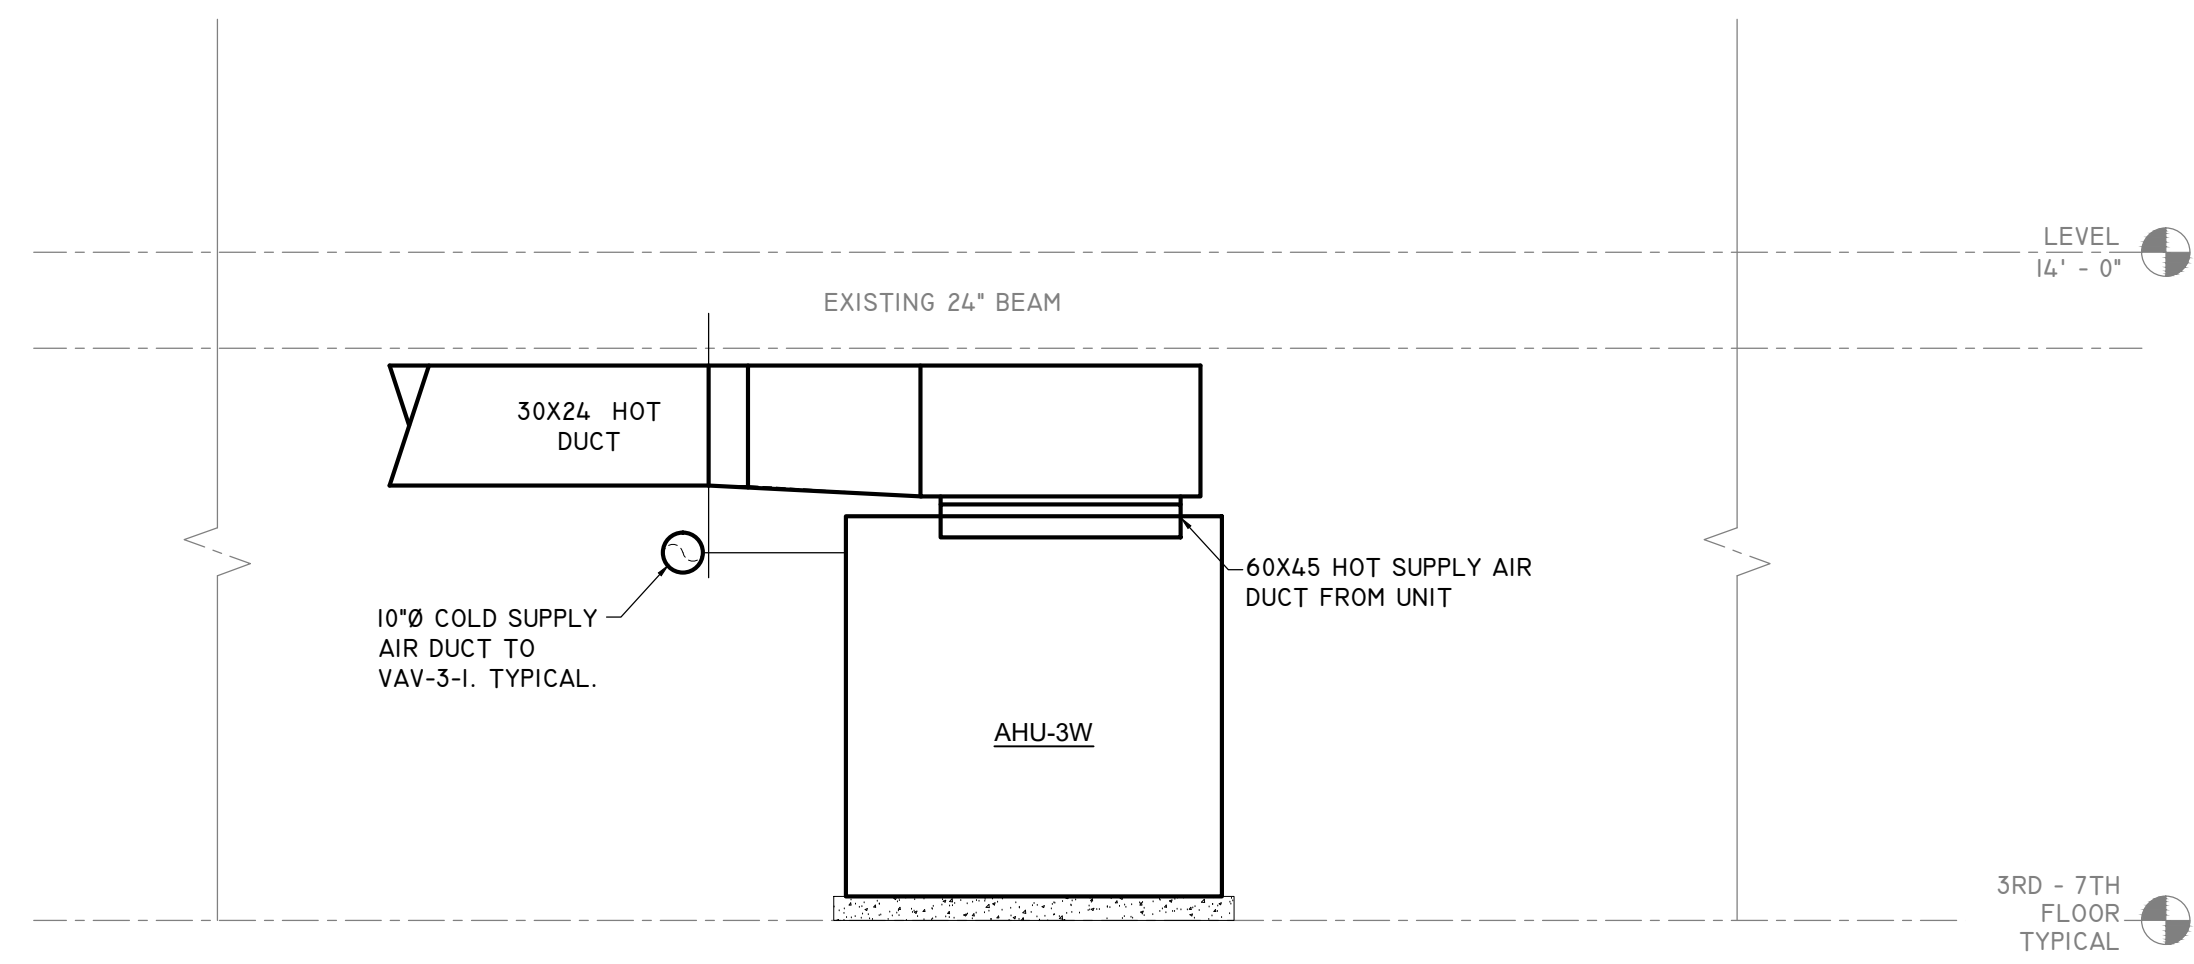 LEVEL
14' - 0"
EXISTING 24" BEAM
30X24 HOT
DUCT
60X45 HOT SUPPLY AIR
DUCT FROM UNIT
10"Ø COLD SUPPLY
AIR DUCT TO
VAV-3-1. TYPICAL.
AHU-3W
3RD - 7TH
FLOOR
TYPICAL